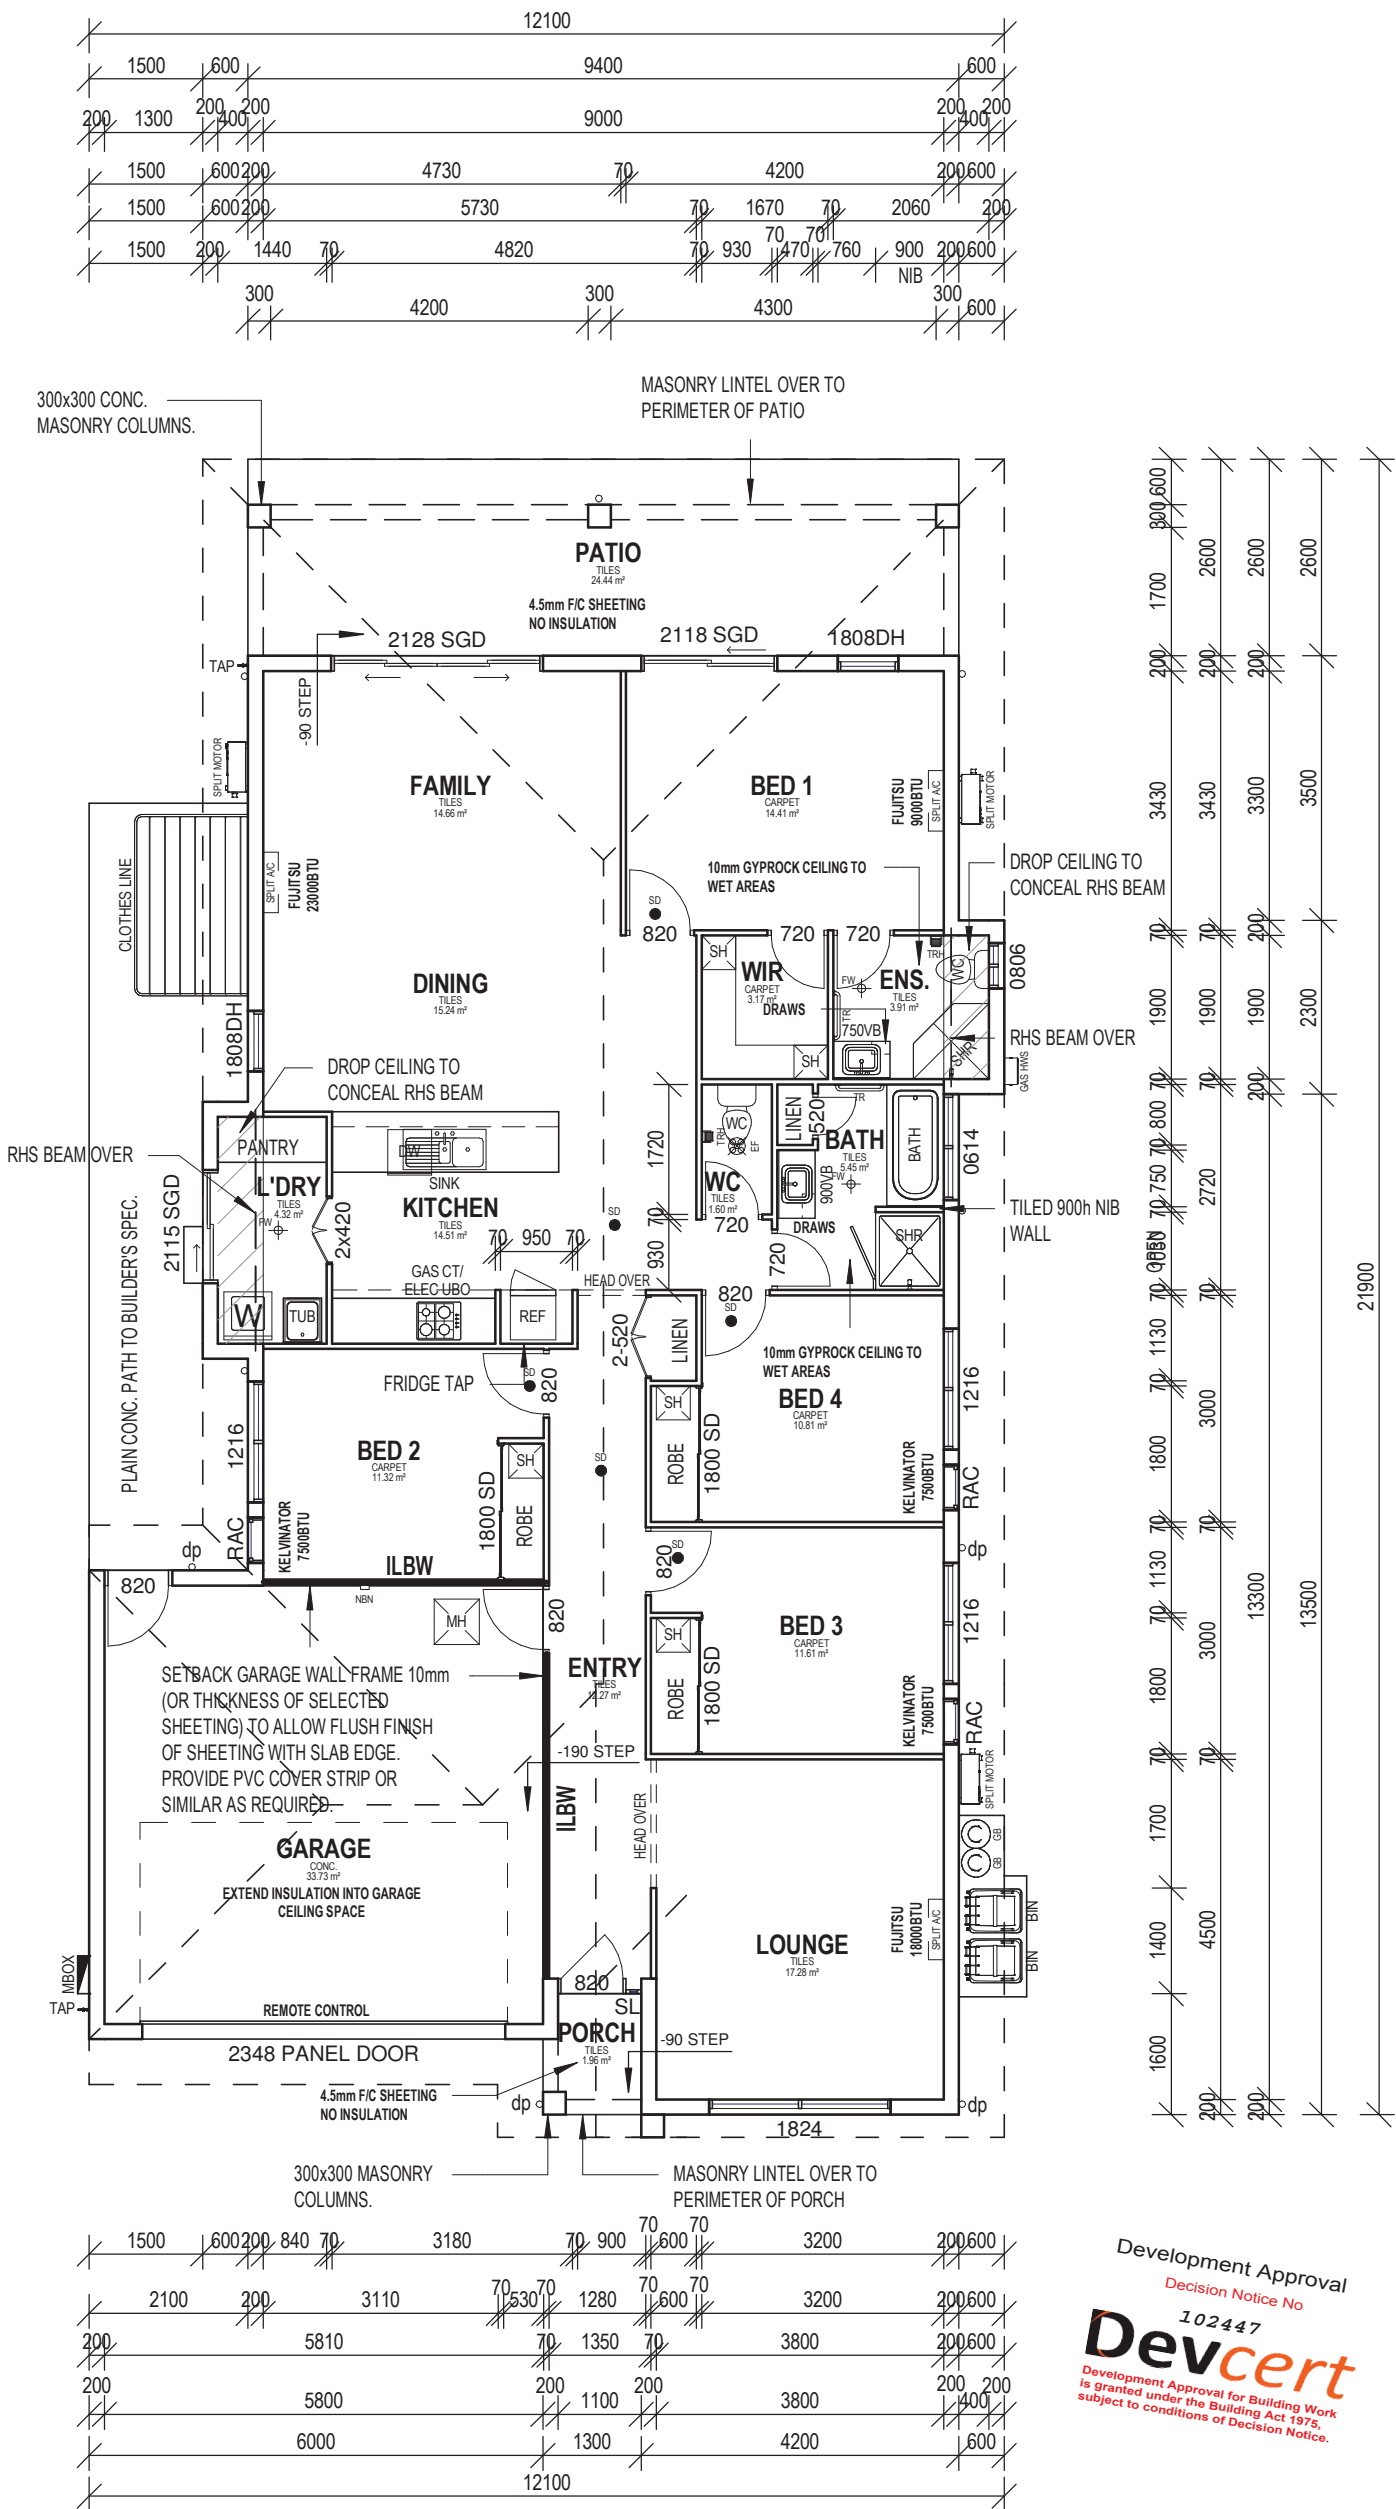 12100
1500 600 9400 600
200 1300 200 400 200 9000 200 400 200
1500 600 200 4730 70 4200 200 600
1500 600 200 5730 70 1670 70 2060 200
1500 200 1440 70 4820 70 930 70 470 70 760 900 200 600
NIB
300 4200 300 4300 300 600
300x300 CONC.
MASONRY COLUMNS.
MASONRY LINTEL OVER TO
PERIMETER OF PATIO
PATIO
TILES
24.44 m²
4.5mm F/C SHEETING
NO INSULATION
2128 SGD
2118 SGD
1808DH
TAP
-90 STEP
SPLIT MOTOR
FAMILY
TILES
14.66 m²
BED 1
CARPET
14.41 m²
FUJITSU
9000BTU
SPLIT A/C
SPLIT MOTOR
CLOTHES LINE
SPLIT A/C
FUJITSU
23000BTU
10mm GYPROCK CEILING TO
WET AREAS
DROP CEILING TO
CONCEAL RHS BEAM
SD
820
720
720
SH
WIR
CARPET
3.17 m²
DRAWS
SH
FW
ENS.
TILES
3.91 m²
TRH
WC
0806
TR
750VB
SHR
RHS BEAM OVER
GAS HWS
DINING
TILES
15.24 m²
1808DH
DROP CEILING TO
CONCEAL RHS BEAM
RHS BEAM OVER
PANTRY
L'DRY
TILES
4.32 m²
FW
2115 SGD
2x420
W
TUB
W
SINK
KITCHEN
TILES
14.51 m²
70 950 70
GAS CT/
ELEC UBO
REF
FRIDGE TAP
HEAD OVER
1720
70
930
SD
WC
TRH
EF
WC
TILES
1.60 m²
720
LINEN
520
TR
BATH
TILES
5.45 m²
FW
900VB
DRAWS
720
BATH
SHR
0614
TILED 900h NIB
WALL
PLAIN CONC. PATH TO BUILDER'S SPEC.
820
SD
2-520
LINEN
10mm GYPROCK CEILING TO
WET AREAS
BED 4
CARPET
10.81 m²
SH
ROBE
1800 SD
KELVINATOR
7500BTU
1216
RAC
SD
820
BED 2
CARPET
11.32 m²
SH
ROBE
1800 SD
1216
RAC
KELVINATOR
7500BTU
ILBW
SD
dp
dp
820
NBN
MH
820
SD
820
BED 3
CARPET
11.61 m²
SH
ROBE
1800 SD
KELVINATOR
7500BTU
1216
RAC
SPLIT MOTOR
ENTRY
TILES
12.27 m²
SETBACK GARAGE WALL FRAME 10mm
(OR THICKNESS OF SELECTED
SHEETING) TO ALLOW FLUSH FINISH
OF SHEETING WITH SLAB EDGE.
PROVIDE PVC COVER STRIP OR
SIMILAR AS REQUIRED.
-190 STEP
ILBW
HEAD OVER
GARAGE
CONC.
33.73 m²
EXTEND INSULATION INTO GARAGE
CEILING SPACE
REMOTE CONTROL
2348 PANEL DOOR
MBOX
TAP
LOUNGE
TILES
17.28 m²
FUJITSU
18000BTU
SPLIT A/C
GB
GB
BIN
BIN
820
SL
PORCH
TILES
1.96 m²
-90 STEP
4.5mm F/C SHEETING
NO INSULATION
dp
dp
1824
300x300 MASONRY
COLUMNS.
MASONRY LINTEL OVER TO
PERIMETER OF PORCH
600 300 1700 200 3430 70 1900 70 800 70 750 70 1050 OPEN 70 1130 70 1800 70 1130 70 1800 70 1700 1400 1600
2600 200 3430 70 1900 70 2720 70 3000 70 3000 70 4500 200
2600 200 3300 200 1900 200 13300 200
2600 3500 2300 13500
21900
1500 600 200 840 70 3180 70 900 70 600 70 3200 200 600
2100 200 3110 70 530 70 1280 70 600 70 3200 200 600
200 5810 70 1350 70 3800 200 600
200 5800 200 1100 200 3800 200 400 200
6000 1300 4200 600
12100
Development Approval
Decision Notice No
102447
Devcert
Development Approval for Building Work
is granted under the Building Act 1975,
subject to conditions of Decision Notice.